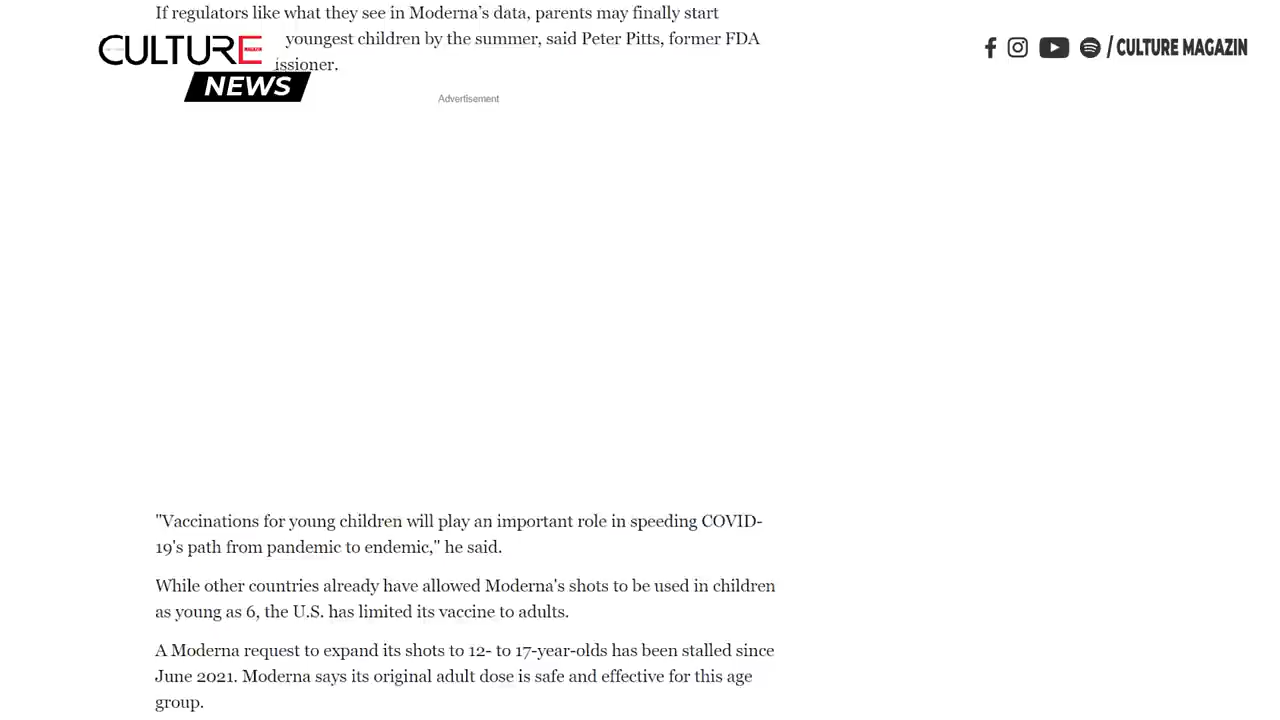 If regulators like what they see in Moderna’s data, parents may finally start
youngest children by the summer, said Peter Pitts, former FDA
issioner.
CULTURE
NEWS
/ CULTURE MAGAZIN
Advertisement
"Vaccinations for young children will play an important role in speeding COVID-
19's path from pandemic to endemic," he said.
While other countries already have allowed Moderna's shots to be used in children
as young as 6, the U.S. has limited its vaccine to adults.
A Moderna request to expand its shots to 12- to 17-year-olds has been stalled since
June 2021. Moderna says its original adult dose is safe and effective for this age
group.